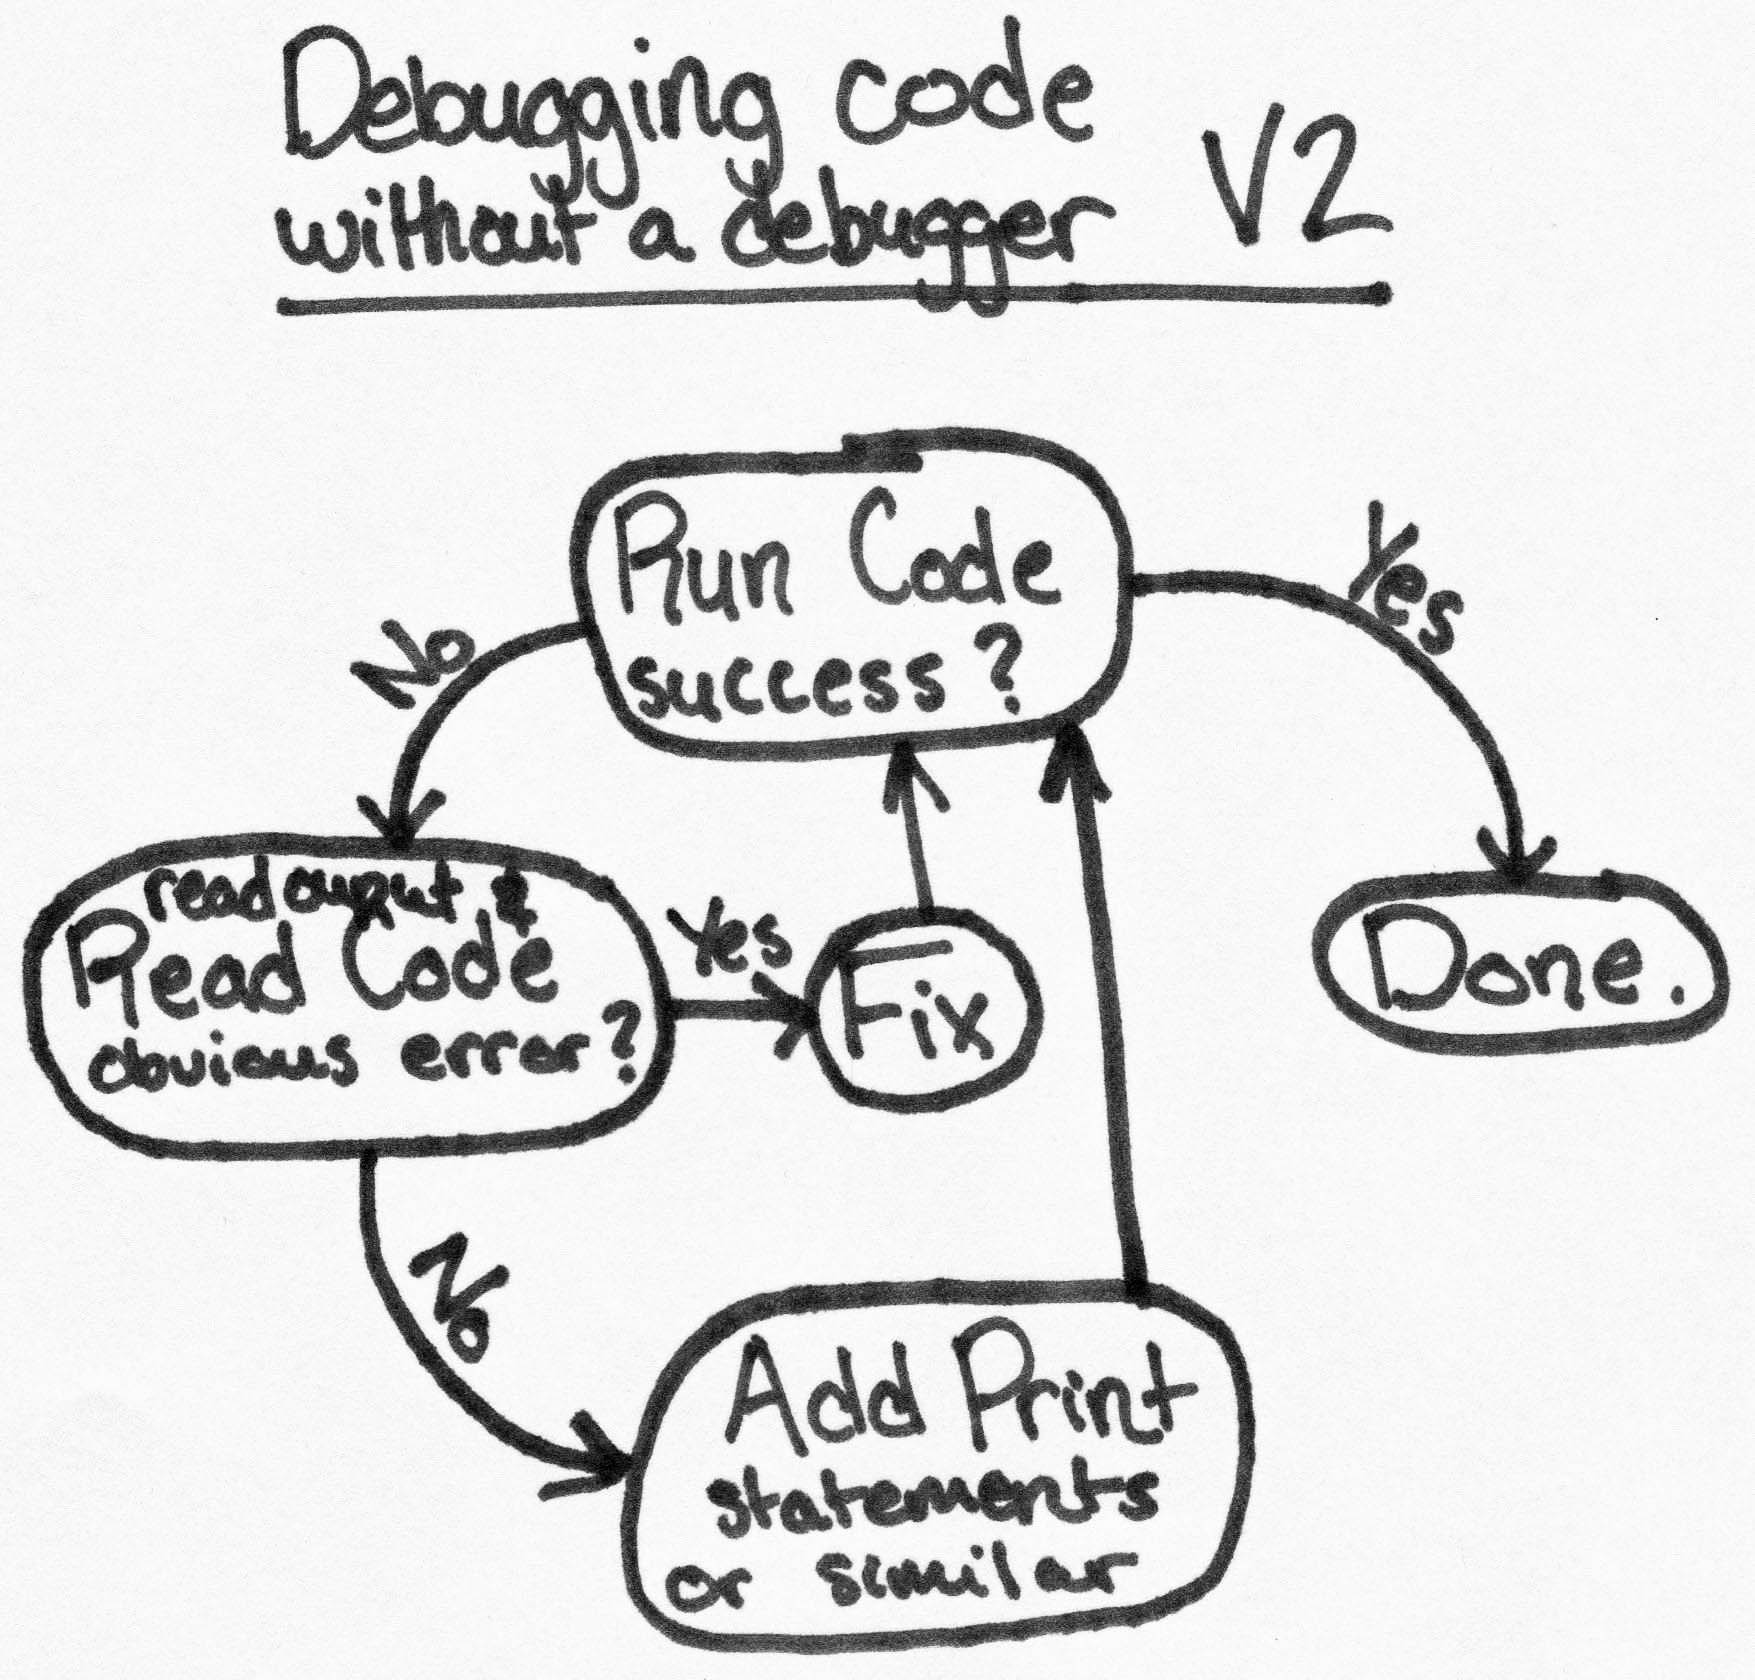 Debugging code
without a debugger V2
Run Code
success?
No
Yes
read ouput &
Read Code
obvious error?
Yes
Fix
Done.
No
Add Print
statements
or similar